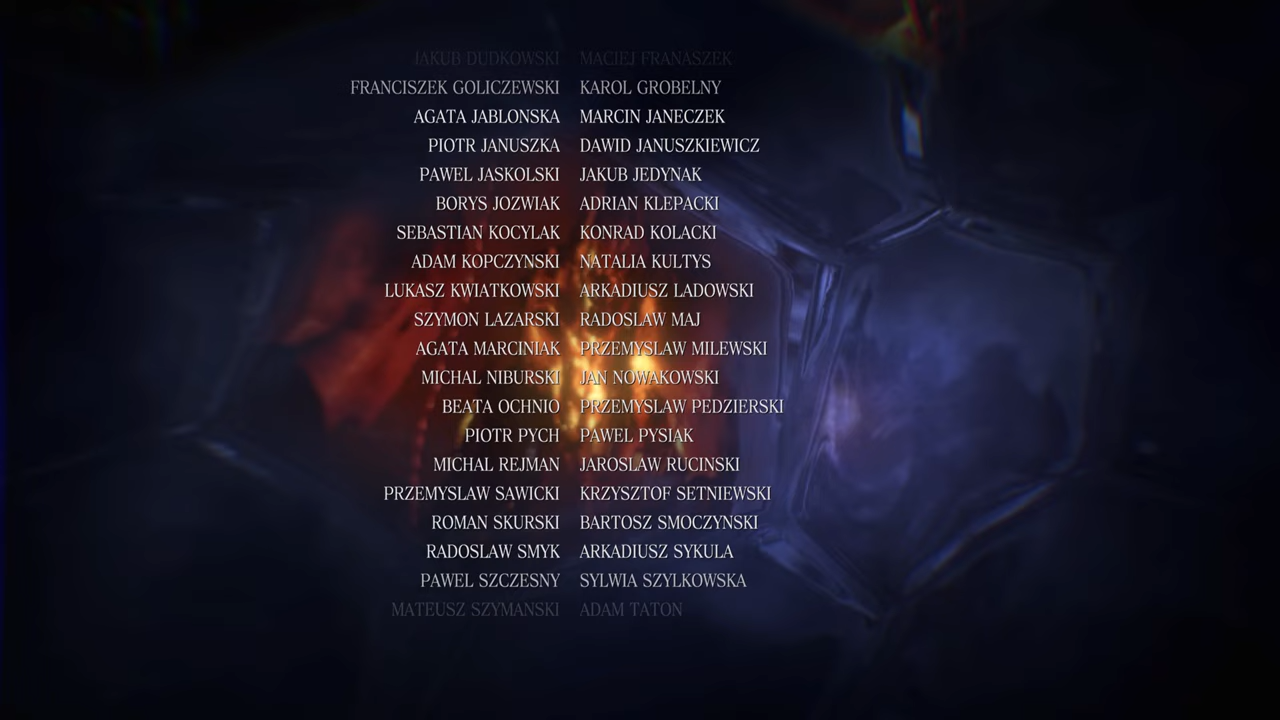 JAKUB DUDKOWSKI MACIEJ FRANASZEK
FRANCISZEK GOLICZEWSKI KAROL GROBELNY
AGATA JABLONSKA MARCIN JANECZEK
PIOTR JANUSZKA DAWID JANUSZKIEWICZ
PAWEL JASKOLSKI JAKUB JEDYNAK
BORYS JOZWIAK ADRIAN KLEPACKI
SEBASTIAN KOCYLAK KONRAD KOLACKI
ADAM KOPCZYNSKI NATALIA KULTYS
LUKASZ KWIATKOWSKI ARKADIUSZ LADOWSKI
SZYMON LAZARSKI RADOSLAW MAJ
AGATA MARCINIAK PRZEMYSLAW MILEWSKI
MICHAL NIBURSKI JAN NOWAKOWSKI
BEATA OCHNIO PRZEMYSLAW PEDZIERSKI
PIOTR PYCH PAWEL PYSIAK
MICHAL REJMAN JAROSLAW RUCINSKI
PRZEMYSLAW SAWICKI KRZYSZTOF SETNIEWSKI
ROMAN SKURSKI BARTOSZ SMOCZYNSKI
RADOSLAW SMYK ARKADIUSZ SYKULA
PAWEL SZCZESNY SYLWIA SZYLKOWSKA
MATEUSZ SZYMANSKI ADAM TATON